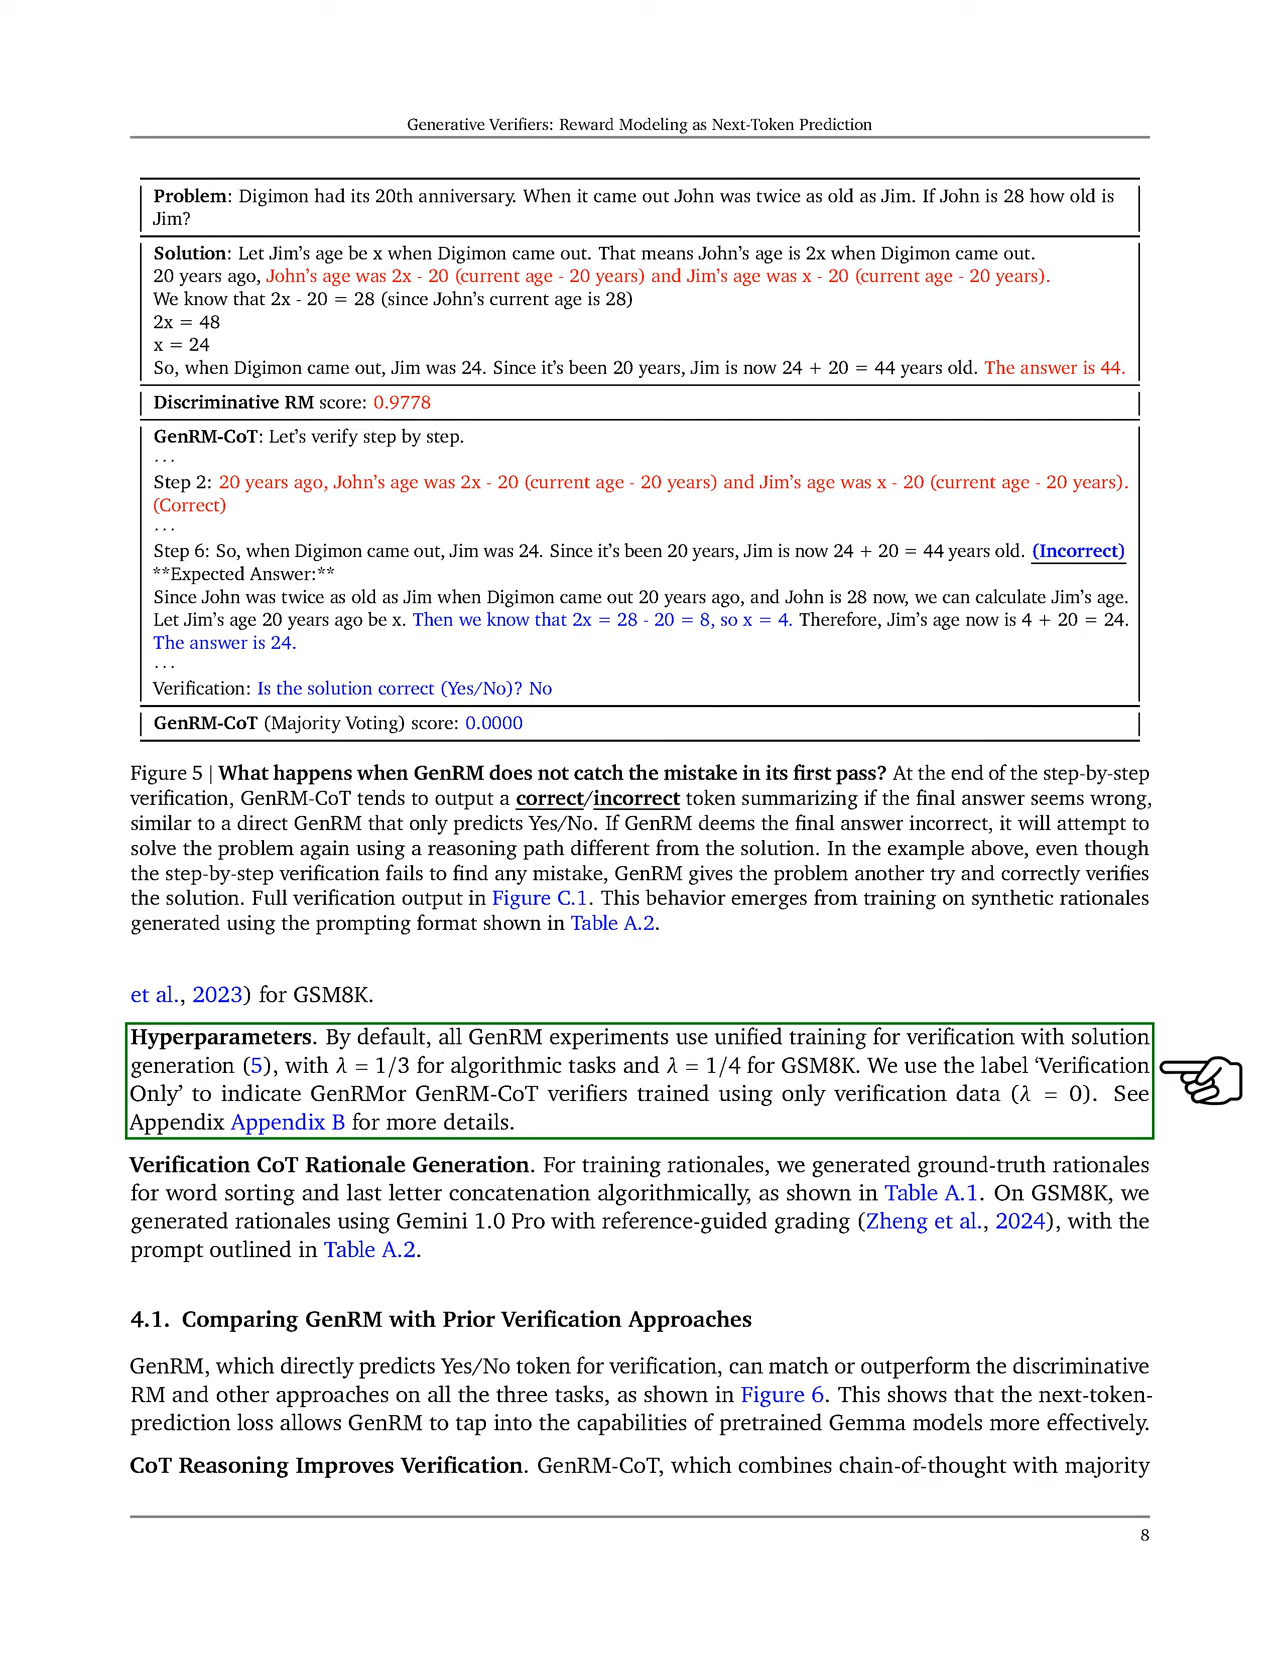 Generative Verifiers: Reward Modeling as Next-Token Prediction
Problem: Digimon had its 20th anniversary. When it came out John was twice as old as Jim. If John is 28 how old is
Jim?
Solution: Let Jim's age be x when Digimon came out. That means John's age is 2x when Digimon came out.
20 years ago, John's age was 2x - 20 (current age - 20 years) and Jim's age was x - 20 (current age - 20 years).
We know that 2x - 20 = 28 (since John's current age is 28)
2x = 48
x = 24
So, when Digimon came out, Jim was 24. Since it's been 20 years, Jim is now 24 + 20 = 44 years old. The answer is 44.
Discriminative RM score: 0.9778
GenRM-CoT: Let's verify step by step.
...
Step 2: 20 years ago, John's age was 2x - 20 (current age - 20 years) and Jim's age was x - 20 (current age - 20 years).
(Correct)
...
Step 6: So, when Digimon came out, Jim was 24. Since it's been 20 years, Jim is now 24 + 20 = 44 years old. (Incorrect)
**Expected Answer:**
Since John was twice as old as Jim when Digimon came out 20 years ago, and John is 28 now, we can calculate Jim's age.
Let Jim's age 20 years ago be x. Then we know that 2x = 28 - 20 = 8, so x = 4. Therefore, Jim's age now is 4 + 20 = 24.
The answer is 24.
...
Verification: Is the solution correct (Yes/No)? No
GenRM-CoT (Majority Voting) score: 0.0000
Figure 5 | What happens when GenRM does not catch the mistake in its first pass? At the end of the step-by-step
verification, GenRM-CoT tends to output a correct/incorrect token summarizing if the final answer seems wrong,
similar to a direct GenRM that only predicts Yes/No. If GenRM deems the final answer incorrect, it will attempt to
solve the problem again using a reasoning path different from the solution. In the example above, even though
the step-by-step verification fails to find any mistake, GenRM gives the problem another try and correctly verifies
the solution. Full verification output in Figure C.1. This behavior emerges from training on synthetic rationales
generated using the prompting format shown in Table A.2.
et al., 2023) for GSM8K.
Hyperparameters. By default, all GenRM experiments use unified training for verification with solution
generation (5), with λ = 1/3 for algorithmic tasks and λ = 1/4 for GSM8K. We use the label 'Verification
Only' to indicate GenRMor GenRM-CoT verifiers trained using only verification data (λ = 0). See
Appendix Appendix B for more details.
Verification CoT Rationale Generation. For training rationales, we generated ground-truth rationales
for word sorting and last letter concatenation algorithmically, as shown in Table A.1. On GSM8K, we
generated rationales using Gemini 1.0 Pro with reference-guided grading (Zheng et al., 2024), with the
prompt outlined in Table A.2.
4.1. Comparing GenRM with Prior Verification Approaches
GenRM, which directly predicts Yes/No token for verification, can match or outperform the discriminative
RM and other approaches on all the three tasks, as shown in Figure 6. This shows that the next-token-
prediction loss allows GenRM to tap into the capabilities of pretrained Gemma models more effectively.
CoT Reasoning Improves Verification. GenRM-CoT, which combines chain-of-thought with majority
8